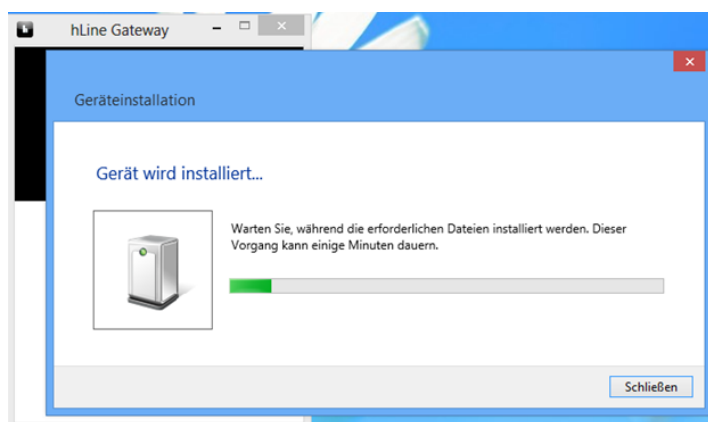 hLine Gateway
Geräteinstallation
Gerät wird installiert...
Warten Sie, während die erforderlichen Dateien installiert werden. Dieser
Vorgang kann einige Minuten dauern.
Schließen